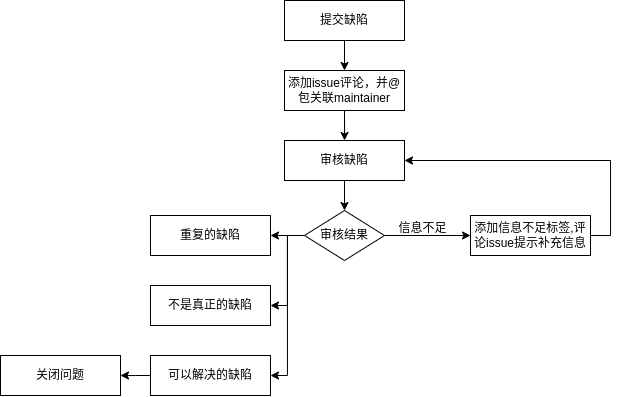 提交缺陷
添加issue评论，并@
包关联maintainer
审核缺陷
重复的缺陷
审核结果
信息不足
添加信息不足标签,评
论issue提示补充信息
不是真正的缺陷
关闭问题
可以解决的缺陷